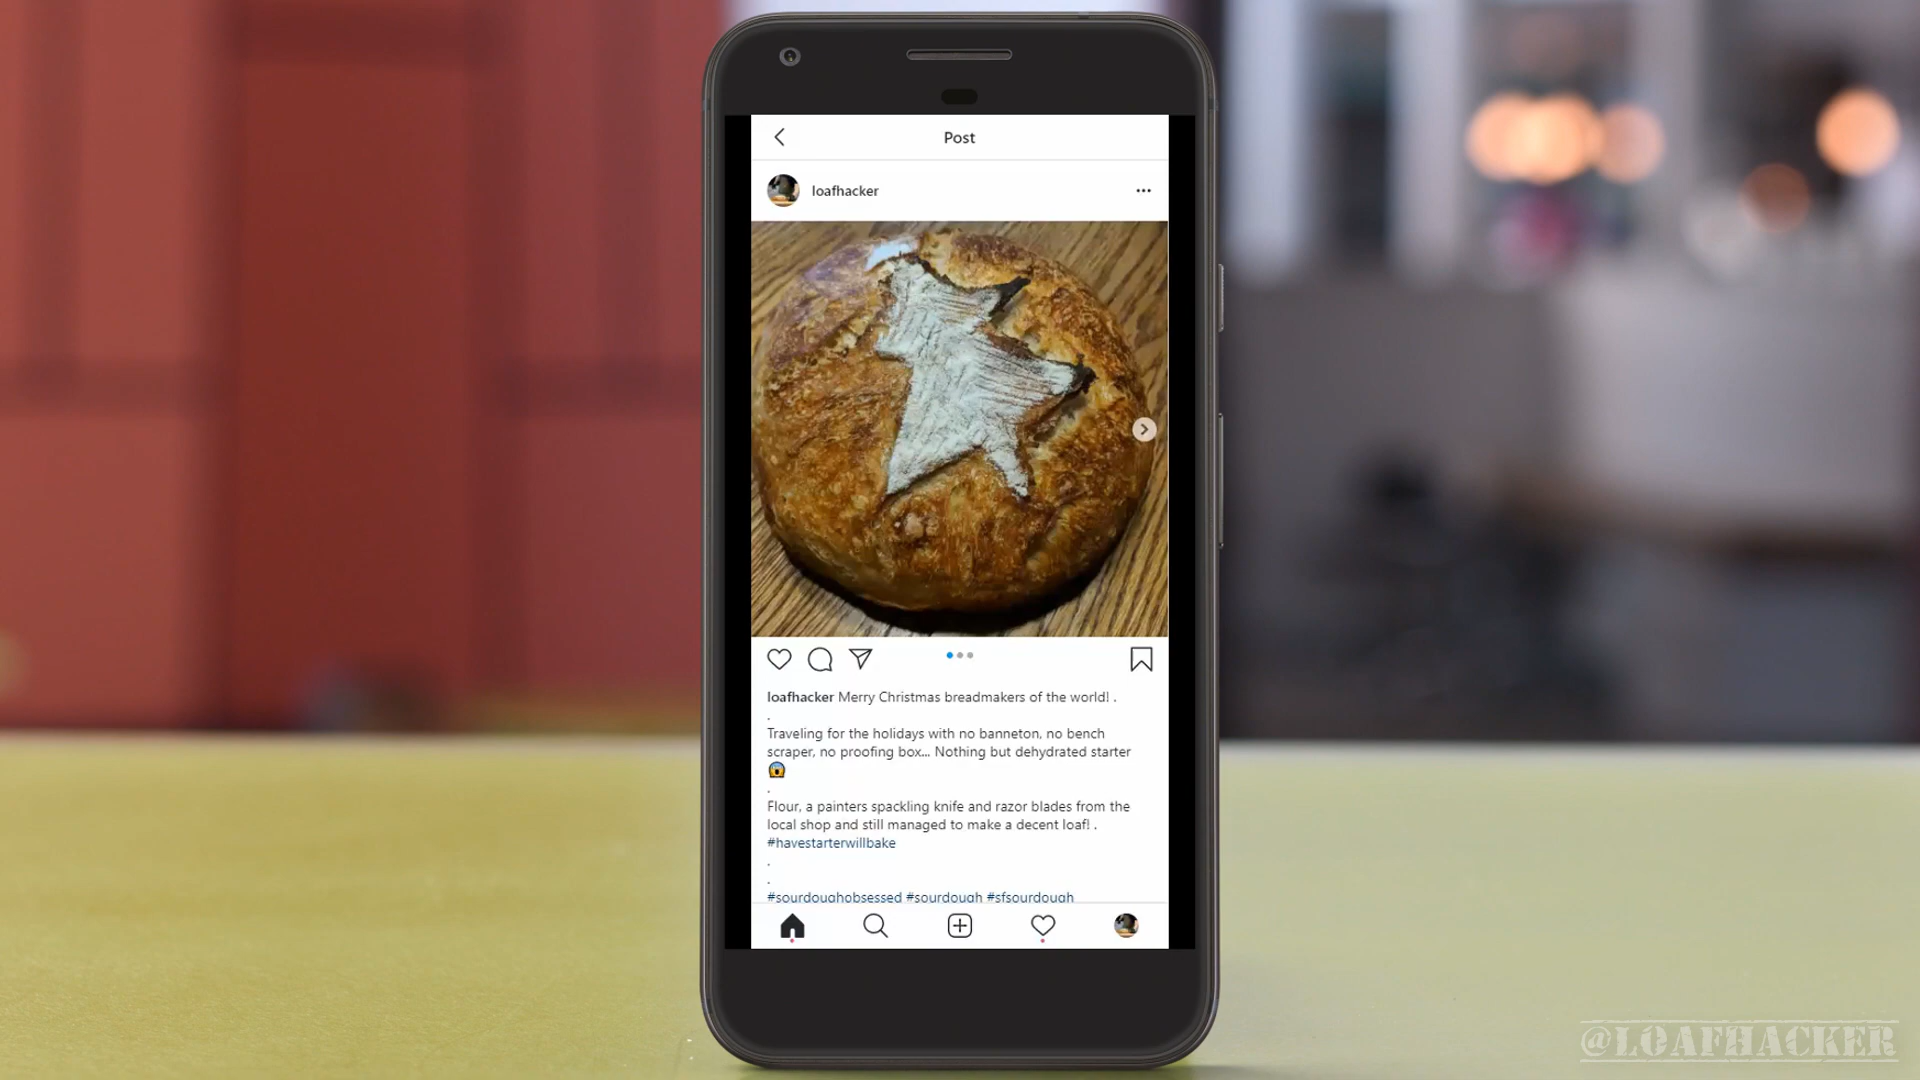 Post
loafhacker
loafhacker Merry Christmas breadmakers of the world! .
.
Traveling for the holidays with no banneton, no bench
scraper, no proofing box... Nothing but dehydrated starter
😱
.
Flour, a painters spackling knife and razor blades from the
local shop and still managed to make a decent loaf! .
#havestarterwillbake
.
.
#sourdoughobsessed #sourdough #sfsourdough
@LOAFHACKER